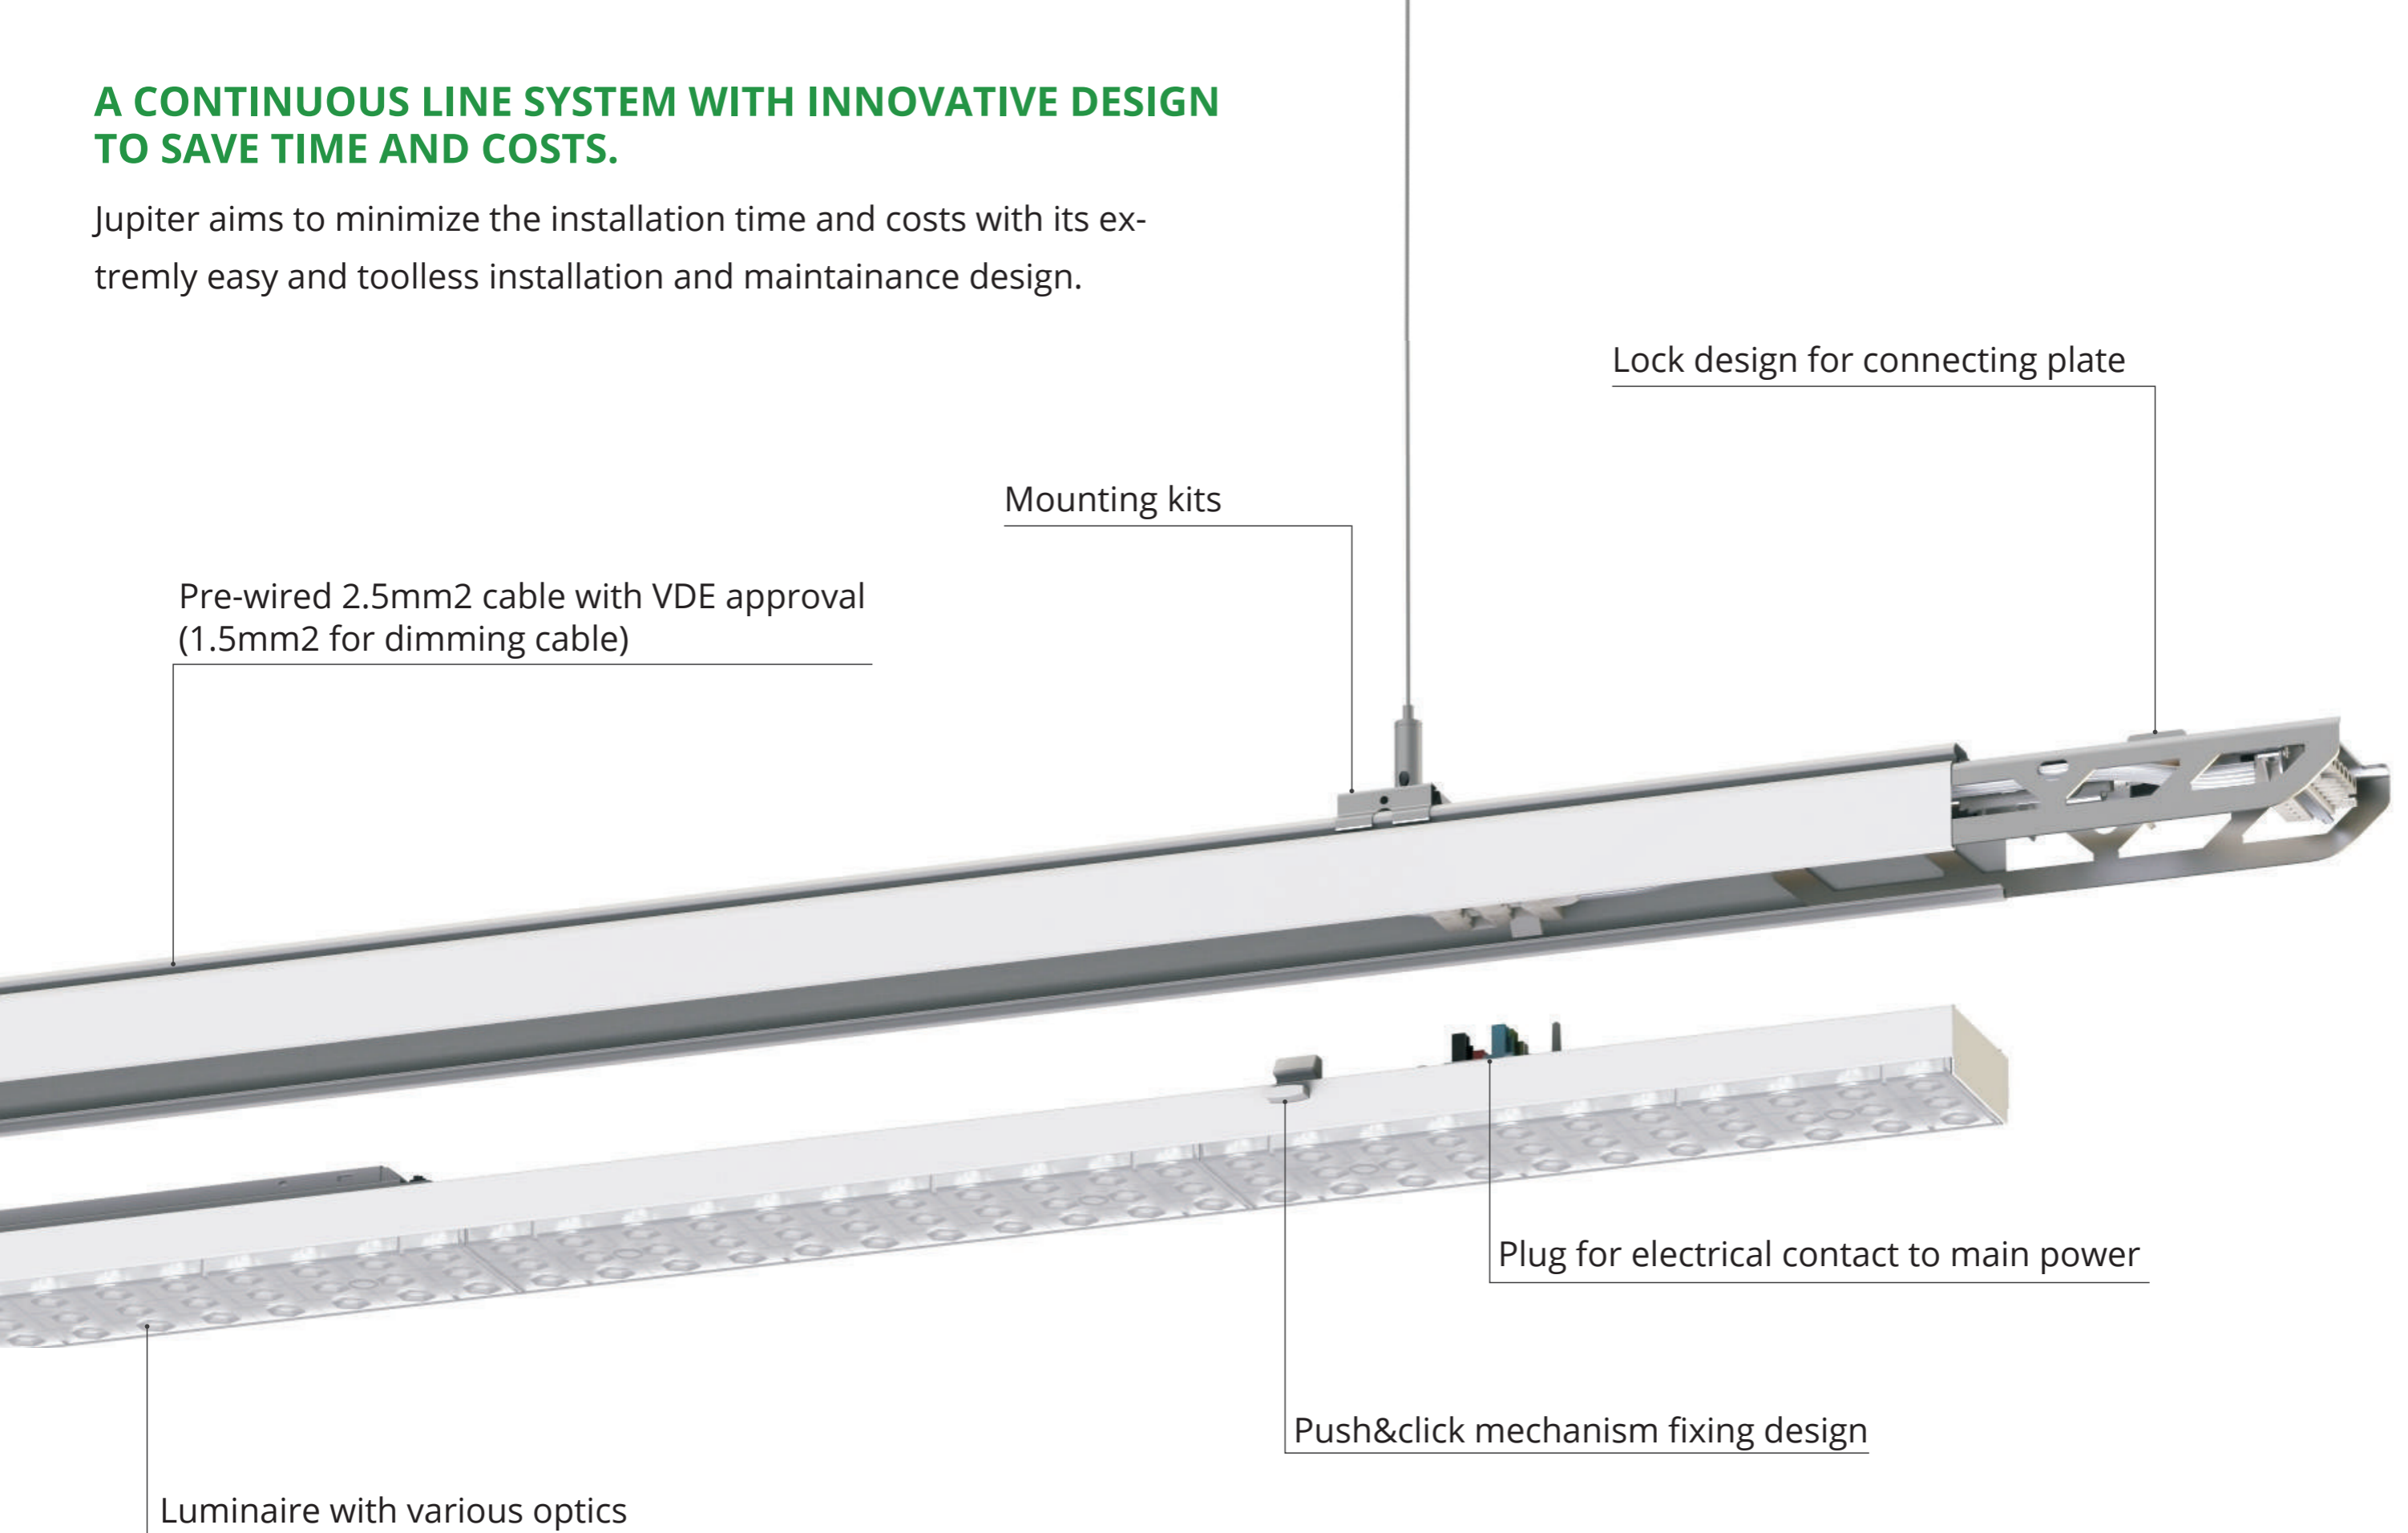 A CONTINUOUS LINE SYSTEM WITH INNOVATIVE DESIGN
TO SAVE TIME AND COSTS.
Jupiter aims to minimize the installation time and costs with its ex-
tremly easy and toolless installation and maintainance design.
Lock design for connecting plate
Mounting kits
Pre-wired 2.5mm2 cable with VDE approval
(1.5mm2 for dimming cable)
Plug for electrical contact to main power
Push&click mechanism fixing design
Luminaire with various optics